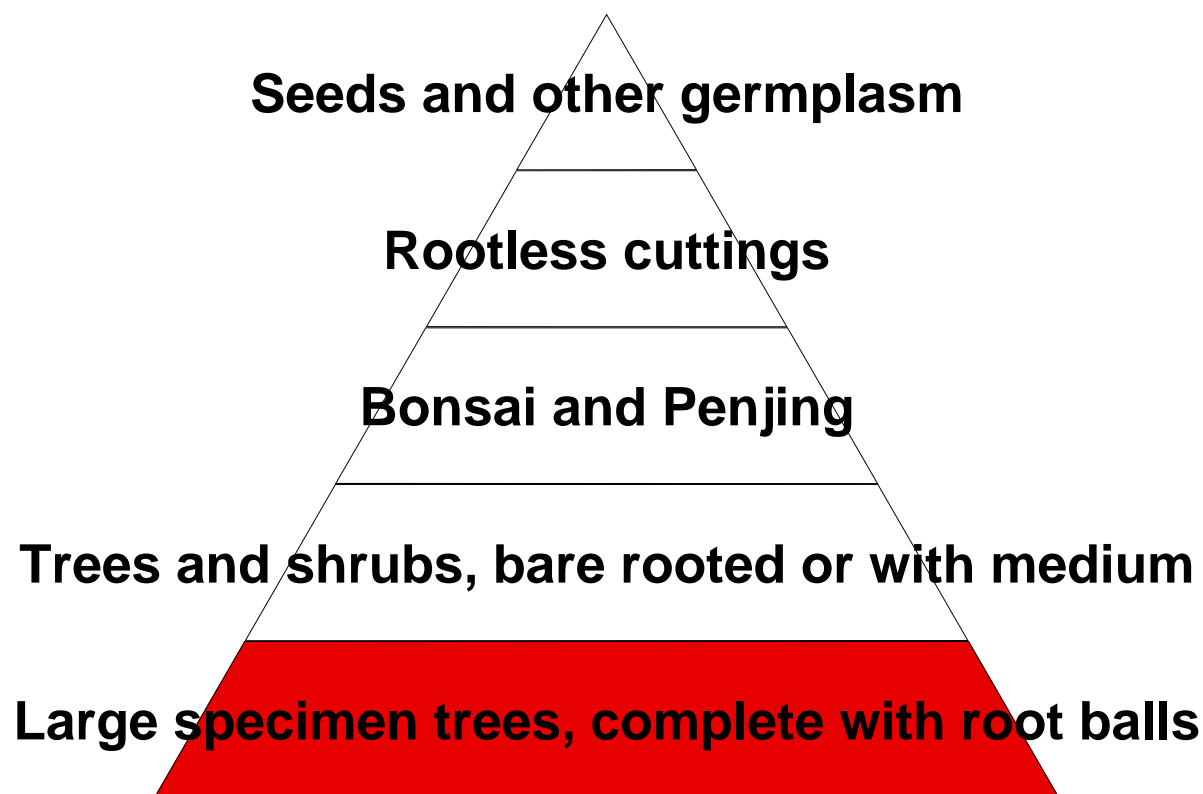 Seeds and other germplasm
Rootless cuttings
Bonsai and Penjing
Trees and shrubs, bare rooted or with medium
Large specimen trees, complete with root balls